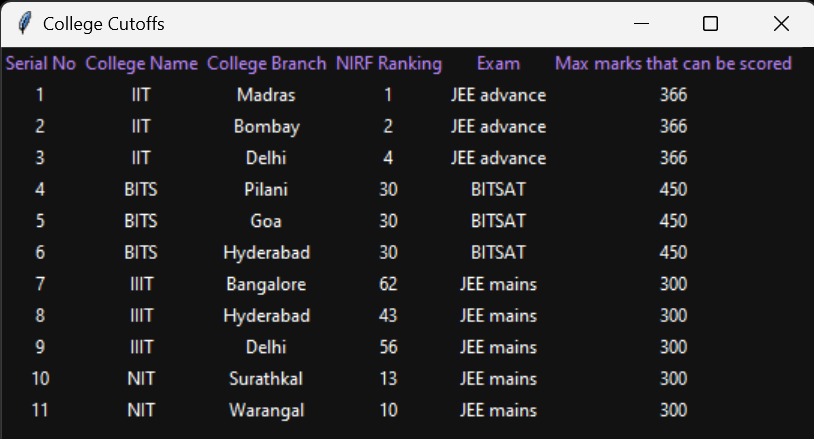 College Cutoffs
Serial No College Name College Branch NIRF Ranking Exam Max marks that can be scored
1 IIT Madras 1 JEE advance 366
2 IIT Bombay 2 JEE advance 366
3 IIT Delhi 4 JEE advance 366
4 BITS Pilani 30 BITSAT 450
5 BITS Goa 30 BITSAT 450
6 BITS Hyderabad 30 BITSAT 450
7 IIIT Bangalore 62 JEE mains 300
8 IIIT Hyderabad 43 JEE mains 300
9 IIIT Delhi 56 JEE mains 300
10 NIT Surathkal 13 JEE mains 300
11 NIT Warangal 10 JEE mains 300